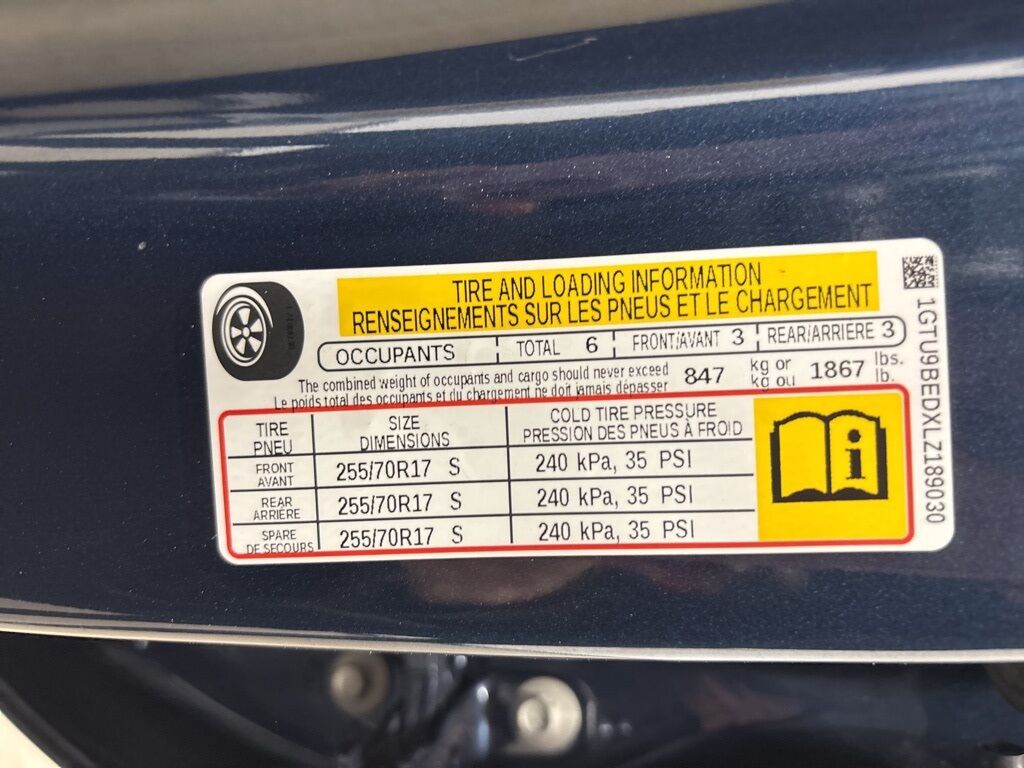 TIRE AND LOADING INFORMATION
RENSEIGNEMENTS SUR LES PNEUS ET LE CHARGEMENT
OCCUPANTS TOTAL 6 FRONT/AVANT 3 REAR/ARRIÈRE 3
The combined weight of occupants and cargo should never exceed 847 kg or 1867 lbs.
Le poids total des occupants et du chargement ne doit jamais dépasser kg ou lb.
TIRE SIZE COLD TIRE PRESSURE
PNEU DIMENSIONS PRESSION DES PNEUS À FROID
FRONT
AVANT 255/70R17 S 240 kPa, 35 PSI
REAR
ARRIÈRE 255/70R17 S 240 kPa, 35 PSI
SPARE
DE SECOURS 255/70R17 S 240 kPa, 35 PSI
i
1GTU9BEDXLZ189030